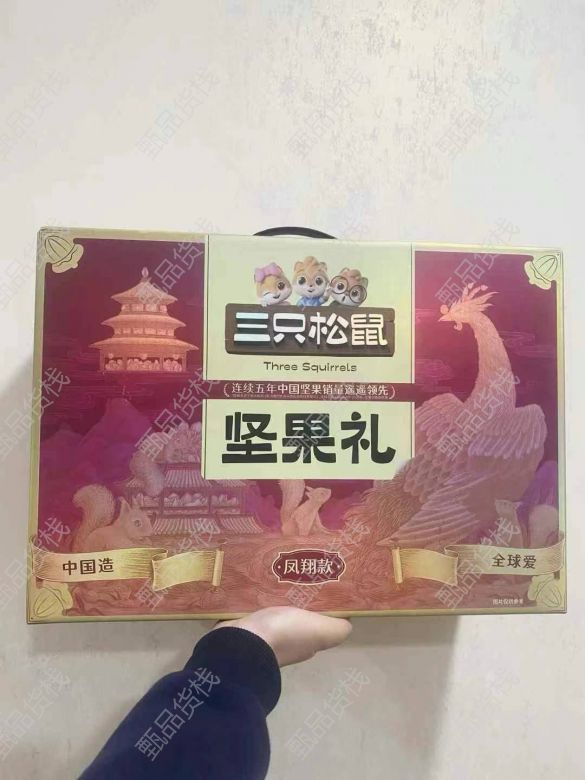 三只松鼠
Three Squirrels
(连续五年中国坚果销量遥遥领先)
坚果礼
中国造
凤翔款
全球爱
图片仅供参考
甄品货栈